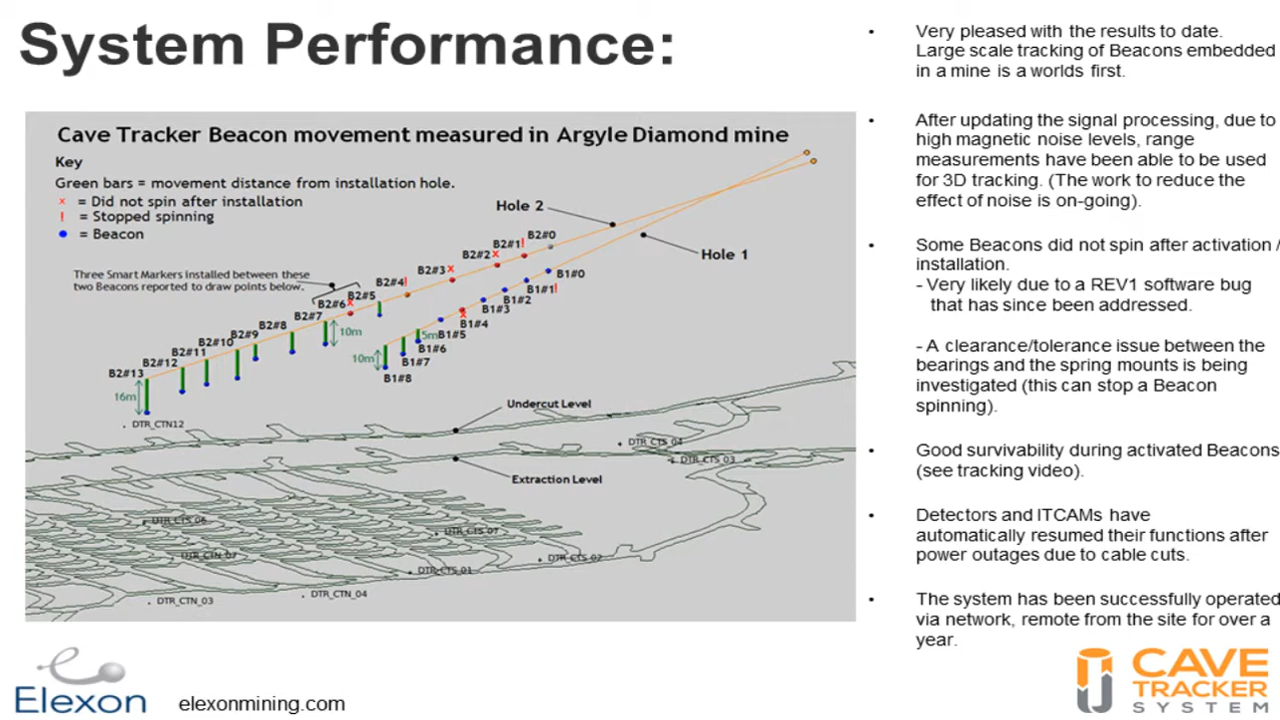 System Performance:
Cave Tracker Beacon movement measured in Argyle Diamond mine
Key
Green bars = movement distance from installation hole.
x = Did not spin after installation
! = Stopped spinning
= Beacon
Three Smart Markers installed between these
two Beacons reported to draw points below.
Hole 2
Hole 1
B2#0
B2#1!
B2#2x
B2#3x
B2#4!
B2#5
B2#6x
B2#7
B2#8
B2#9
B2#10
B2#11
B2#12
B2#13
B1#0
B1#1!
B1#2
B1#3
x
B1#4
B1#5
B1#6
B1#7
B1#8
10m
5m
10m
16m
DTR_CTN12
Undercut Level
DTR_CTS_04
DTR_CTS_03
Extraction Level
DTR_CTS_06
DTR_CTS_07
DTR_CTN_02
DTR_CTS_02
DTR_CTS_01
DTR_CTN_04
DTR_CTN_03
• Very pleased with the results to date.
Large scale tracking of Beacons embedded
in a mine is a worlds first.
• After updating the signal processing, due to
high magnetic noise levels, range
measurements have been able to be used
for 3D tracking. (The work to reduce the
effect of noise is on-going).
• Some Beacons did not spin after activation /
installation.
- Very likely due to a REV1 software bug
that has since been addressed.
- A clearance/tolerance issue between the
bearings and the spring mounts is being
investigated (this can stop a Beacon
spinning).
• Good survivability during activated Beacons
(see tracking video).
• Detectors and ITCAMs have
automatically resumed their functions after
power outages due to cable cuts.
• The system has been successfully operated
via network, remote from the site for over a
year.
Elexon
elexonmining.com
CAVE
TRACKER
SYSTEM